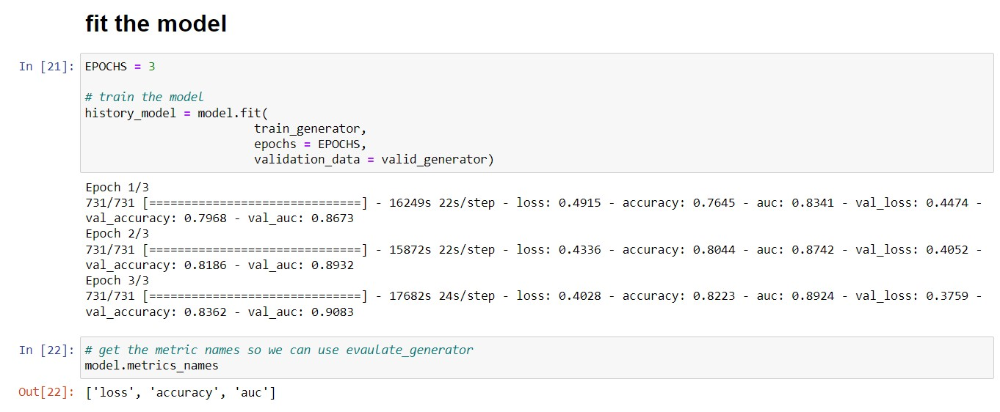 fit the model
In [21]: EPOCHS = 3
# train the model
history_model = model.fit(
train_generator,
epochs = EPOCHS,
validation_data = valid_generator)
Epoch 1/3
731/731 [==============================] - 16249s 22s/step - loss: 0.4915 - accuracy: 0.7645 - auc: 0.8341 - val_loss: 0.4474 -
val_accuracy: 0.7968 - val_auc: 0.8673
Epoch 2/3
731/731 [==============================] - 15872s 22s/step - loss: 0.4336 - accuracy: 0.8044 - auc: 0.8742 - val_loss: 0.4052 -
val_accuracy: 0.8186 - val_auc: 0.8932
Epoch 3/3
731/731 [==============================] - 17682s 24s/step - loss: 0.4028 - accuracy: 0.8223 - auc: 0.8924 - val_loss: 0.3759 -
val_accuracy: 0.8362 - val_auc: 0.9083
In [22]: # get the metric names so we can use evaulate_generator
model.metrics_names
Out[22]: ['loss', 'accuracy', 'auc']